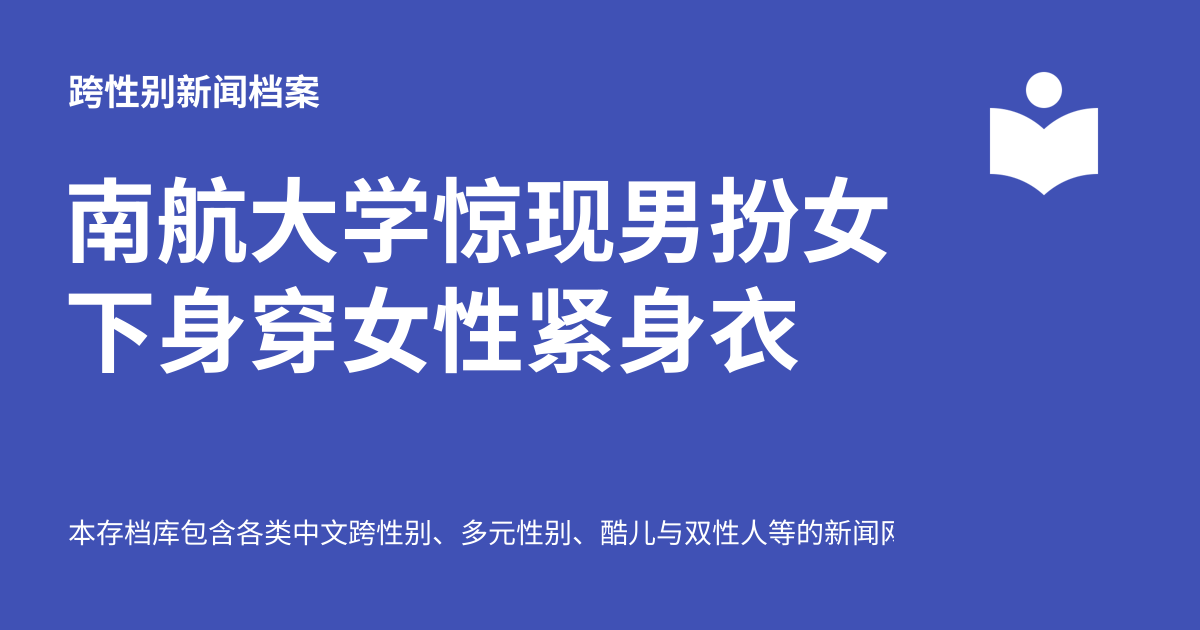 跨性别新闻档案
南航大学惊现男扮女
下身穿女性紧身衣
本存档库包含各类中文跨性别、多元性别、酷儿与双性人等的新闻